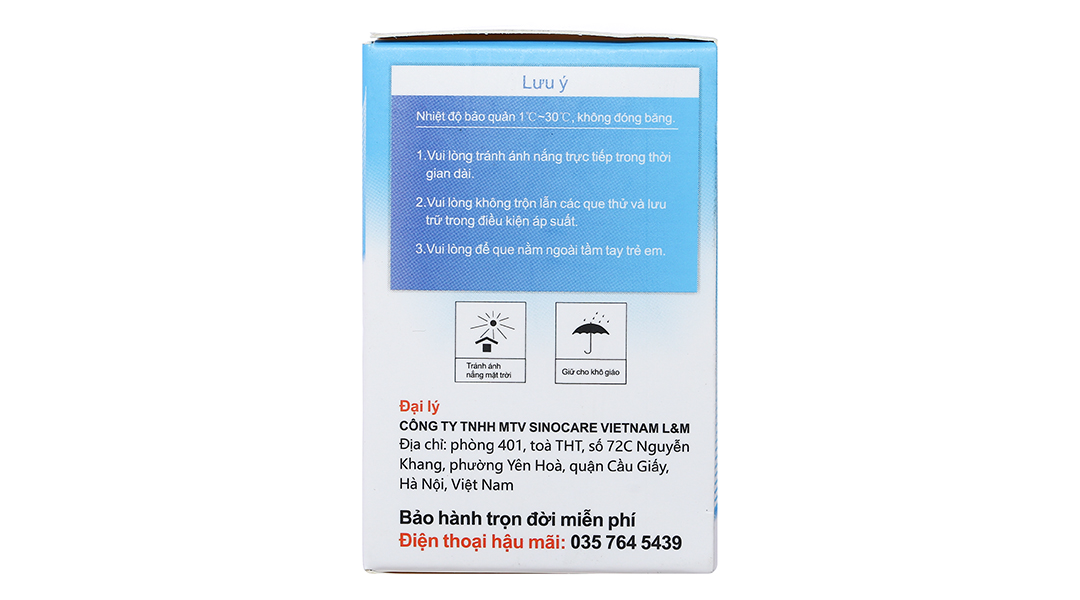 Lưu ý
Nhiệt độ bảo quản 1℃~30℃, không đóng băng.
1.Vui lòng tránh ánh nắng trực tiếp trong thời
gian dài.
2.Vui lòng không trộn lẫn các que thử và lưu
trữ trong điều kiện áp suất.
3.Vui lòng để que nằm ngoài tầm tay trẻ em.
Tránh ánh
nắng mặt trời
Giữ cho khô giáo
Đại lý
CÔNG TY TNHH MTV SINOCARE VIETNAM L&M
Địa chỉ: phòng 401, toà THT, số 72C Nguyễn
Khang, phường Yên Hoà, quận Cầu Giấy,
Hà Nội, Việt Nam
Bảo hành trọn đời miễn phí
Điện thoại hậu mãi: 035 764 5439